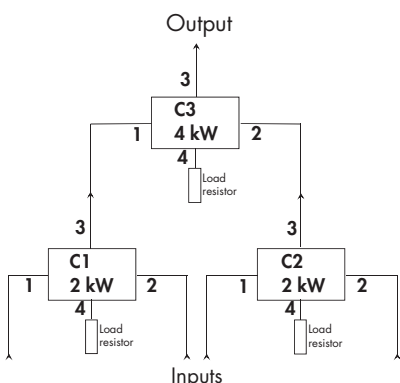 Output
3
C3
4 kW
1
2
4
Load
resistor
3
3
C1
2 kW
1
2
4
Load
resistor
C2
2 kW
1
2
4
Load
resistor
Inputs